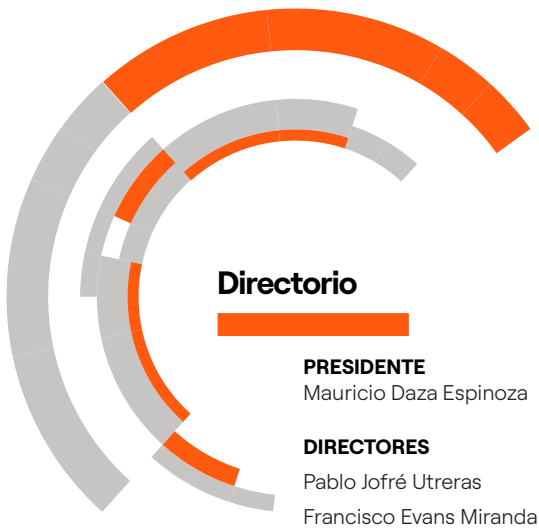 Directorio
PRESIDENTE
Mauricio Daza Espinoza
DIRECTORES
Pablo Jofré Utreras
Francisco Evans Miranda